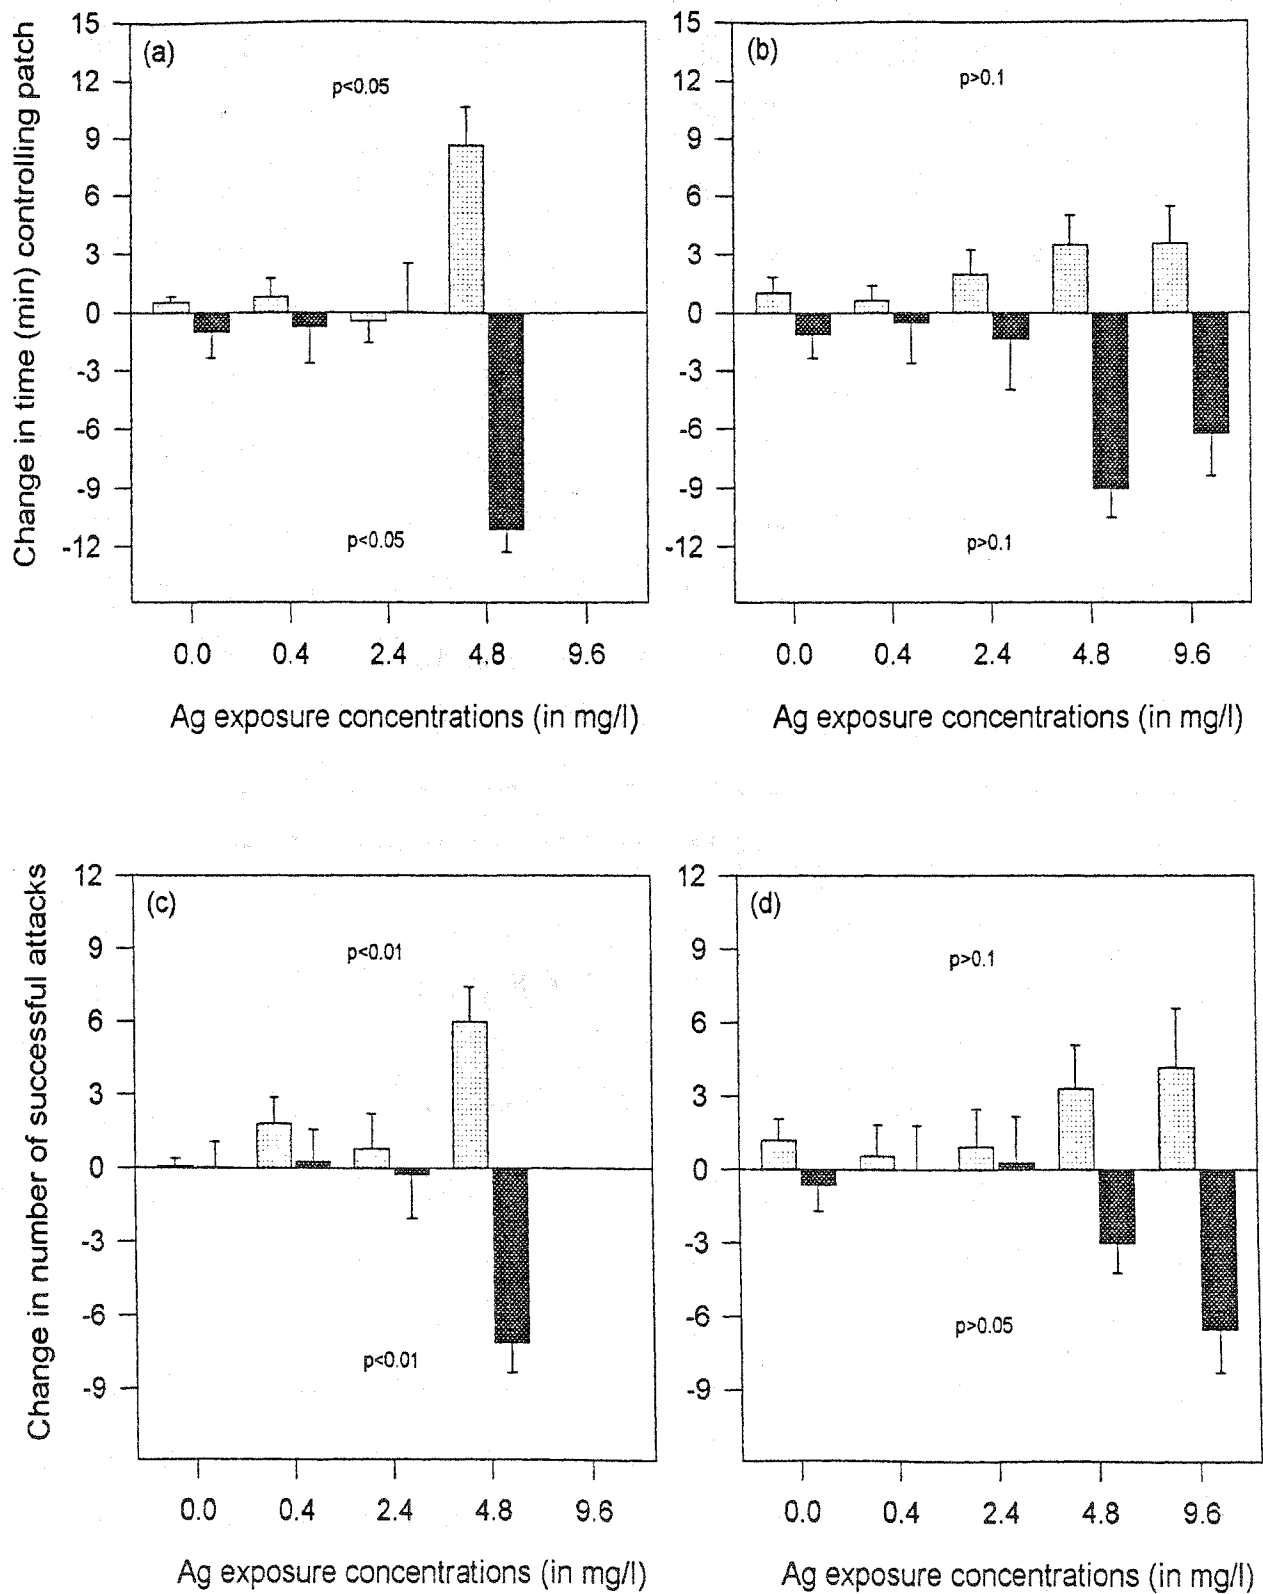 Change in time (min) controlling patch
15
12
9
6
3
0
-3
-6
-9
-12
(a)
p<0.05
p<0.05
0.0 0.4 2.4 4.8 9.6
Ag exposure concentrations (in mg/l)
15
12
9
6
3
0
-3
-6
-9
-12
(b)
p>0.1
p>0.1
0.0 0.4 2.4 4.8 9.6
Ag exposure concentrations (in mg/l)
Change in number of successful attacks
12
9
6
3
0
-3
-6
-9
(c)
p<0.01
p<0.01
0.0 0.4 2.4 4.8 9.6
Ag exposure concentrations (in mg/l)
12
9
6
3
0
-3
-6
-9
(d)
p>0.1
p>0.05
0.0 0.4 2.4 4.8 9.6
Ag exposure concentrations (in mg/l)